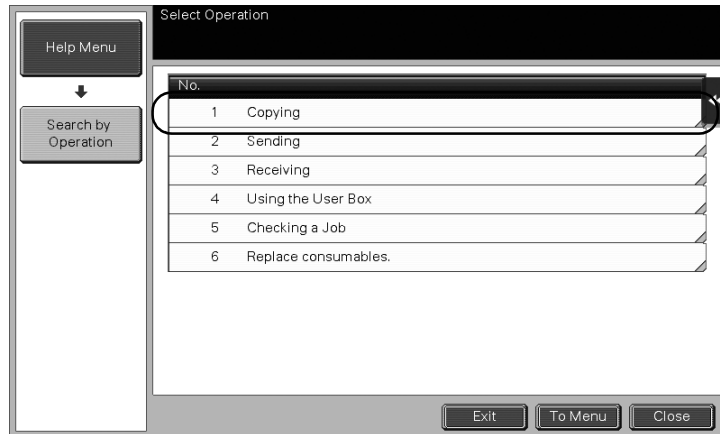 Select Operation
Help Menu
Search by
Operation
No.
1 Copying
2 Sending
3 Receiving
4 Using the User Box
5 Checking a Job
6 Replace consumables.
Exit
To Menu
Close